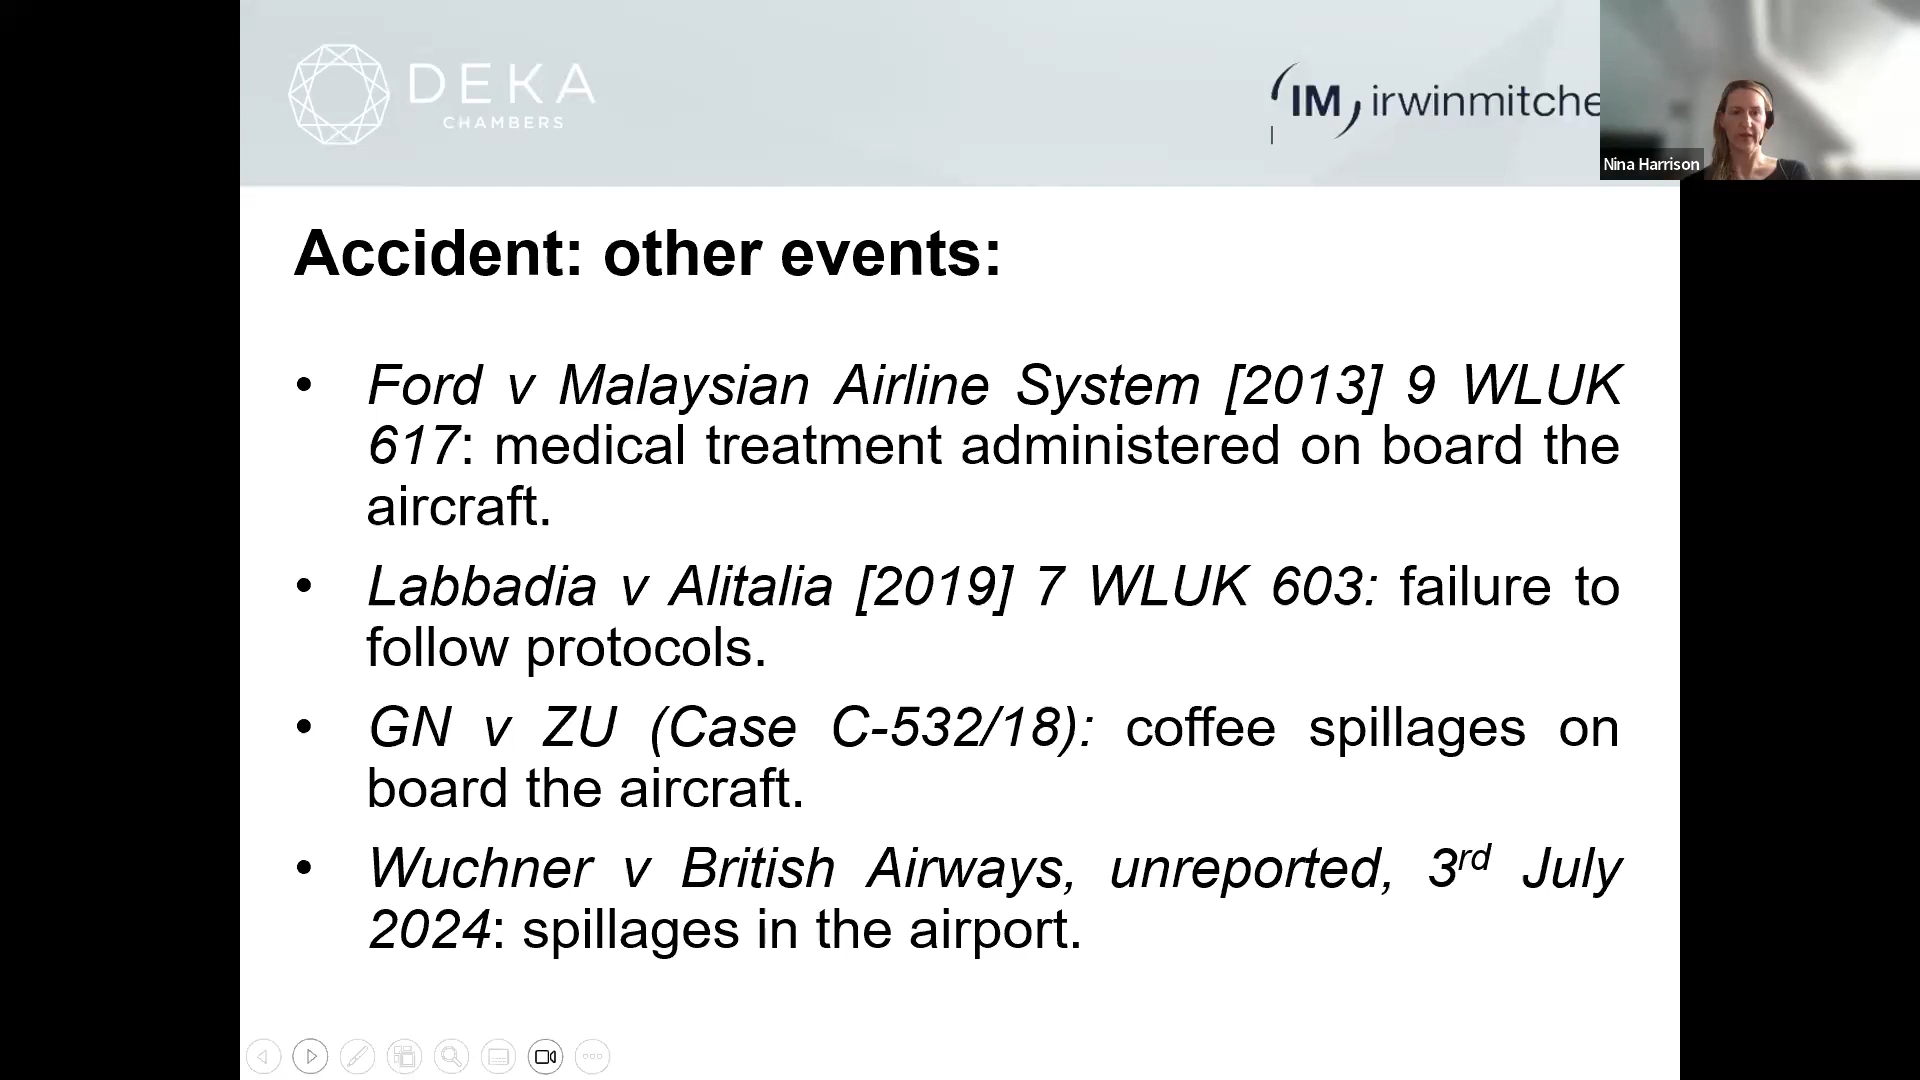 DEKA
CHAMBERS
IM irwinmitche
Nina Harrison
Accident: other events:
• Ford v Malaysian Airline System [2013] 9 WLUK
617: medical treatment administered on board the
aircraft.
• Labbadia v Alitalia [2019] 7 WLUK 603: failure to
follow protocols.
• GN v ZU (Case C-532/18): coffee spillages on
board the aircraft.
• Wuchner v British Airways, unreported, 3rd July
2024: spillages in the airport.